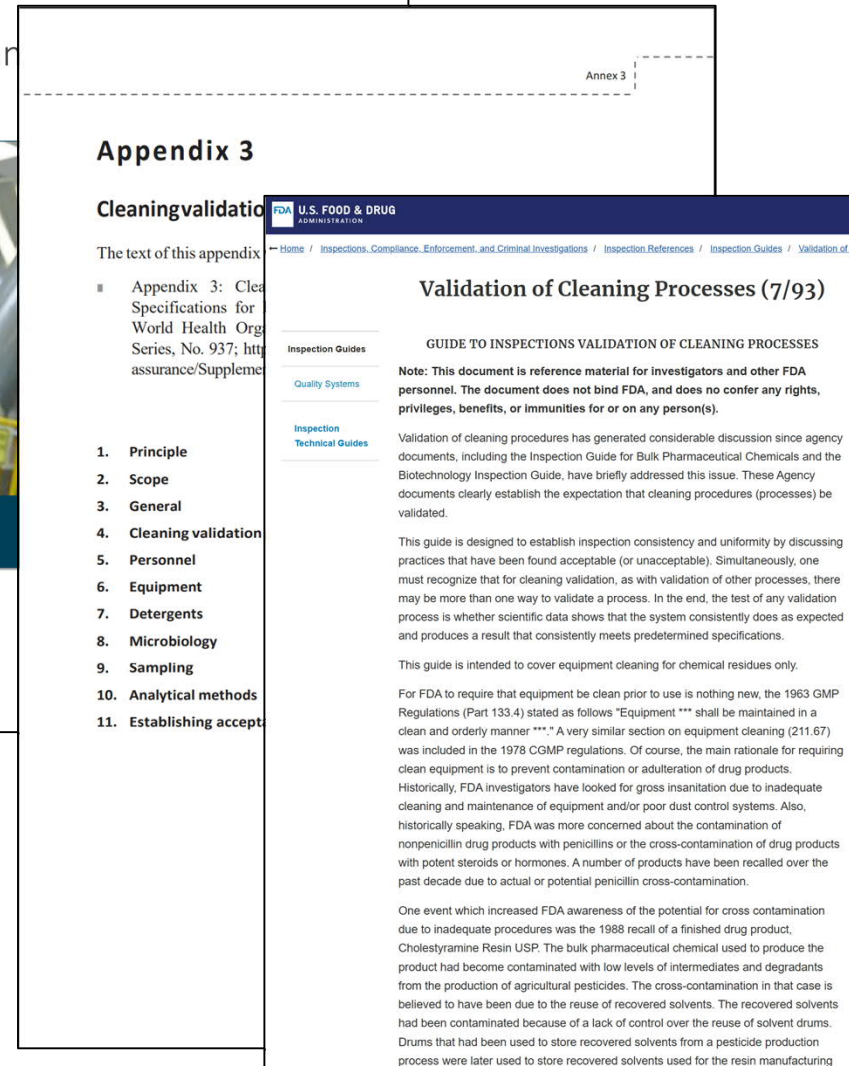 Annex 3
Appendix 3
Cleaningvalidatio
The text of this appendix
Appendix 3: Clea
Specifications for
World Health Orga
Series, No. 937; http
assurance/Suppleme
1. Principle
2. Scope
3. General
4. Cleaning validation
5. Personnel
6. Equipment
7. Detergents
8. Microbiology
9. Sampling
10. Analytical methods
11. Establishing accepta
FDA U.S. FOOD & DRUG
ADMINISTRATION
Home / Inspections, Compliance, Enforcement, and Criminal Investigations / Inspection References / Inspection Guides / Validation of
Validation of Cleaning Processes (7/93)
Inspection Guides
Quality Systems
Inspection
Technical Guides
GUIDE TO INSPECTIONS VALIDATION OF CLEANING PROCESSES
Note: This document is reference material for investigators and other FDA
personnel. The document does not bind FDA, and does no confer any rights,
privileges, benefits, or immunities for or on any person(s).
Validation of cleaning procedures has generated considerable discussion since agency
documents, including the Inspection Guide for Bulk Pharmaceutical Chemicals and the
Biotechnology Inspection Guide, have briefly addressed this issue. These Agency
documents clearly establish the expectation that cleaning procedures (processes) be
validated.
This guide is designed to establish inspection consistency and uniformity by discussing
practices that have been found acceptable (or unacceptable). Simultaneously, one
must recognize that for cleaning validation, as with validation of other processes, there
may be more than one way to validate a process. In the end, the test of any validation
process is whether scientific data shows that the system consistently does as expected
and produces a result that consistently meets predetermined specifications.
This guide is intended to cover equipment cleaning for chemical residues only.
For FDA to require that equipment be clean prior to use is nothing new, the 1963 GMP
Regulations (Part 133.4) stated as follows "Equipment *** shall be maintained in a
clean and orderly manner ***." A very similar section on equipment cleaning (211.67)
was included in the 1978 CGMP regulations. Of course, the main rationale for requiring
clean equipment is to prevent contamination or adulteration of drug products.
Historically, FDA investigators have looked for gross insanitation due to inadequate
cleaning and maintenance of equipment and/or poor dust control systems. Also,
historically speaking, FDA was more concerned about the contamination of
nonpenicillin drug products with penicillins or the cross-contamination of drug products
with potent steroids or hormones. A number of products have been recalled over the
past decade due to actual or potential penicillin cross-contamination.
One event which increased FDA awareness of the potential for cross contamination
due to inadequate procedures was the 1988 recall of a finished drug product,
Cholestyramine Resin USP. The bulk pharmaceutical chemical used to produce the
product had become contaminated with low levels of intermediates and degradants
from the production of agricultural pesticides. The cross-contamination in that case is
believed to have been due to the reuse of recovered solvents. The recovered solvents
had been contaminated because of a lack of control over the reuse of solvent drums.
Drums that had been used to store recovered solvents from a pesticide production
process were later used to store recovered solvents used for the resin manufacturing